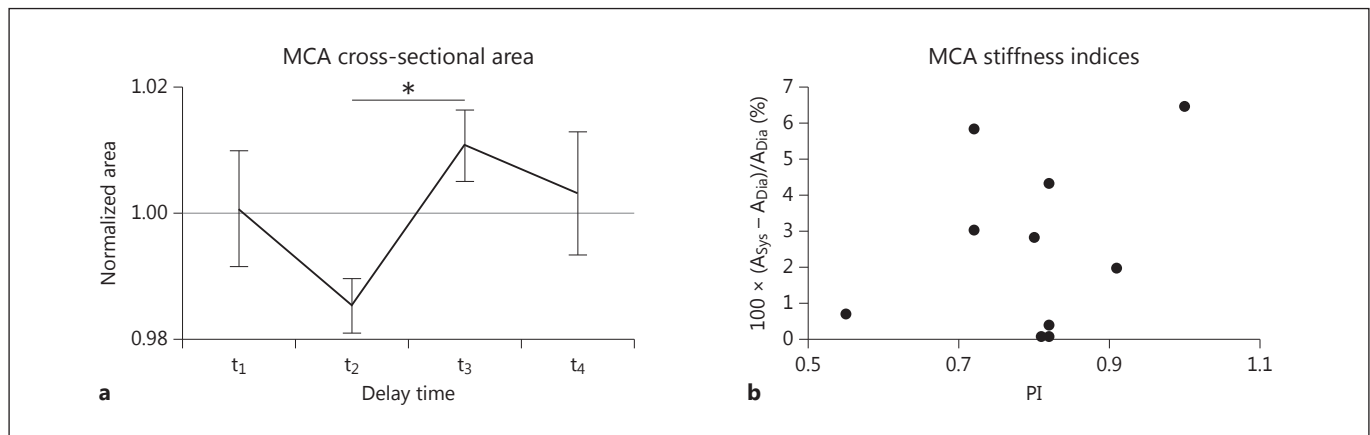 MCA cross-sectional area
1.02
1.00
0.98
Normalized area
*
t₁ t₂ t₃ t₄
Delay time
a
MCA stiffness indices
7
6
5
4
3
2
1
0
100 × (A_Sys – A_Dia)/A_Dia (%)
0.5 0.7 0.9 1.1
PI
b